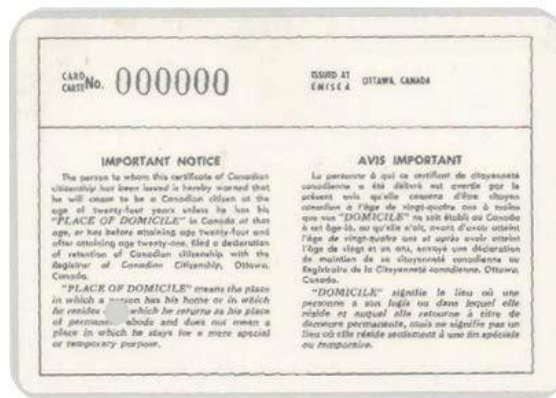 CARD
CARTE No. 000000
ISSUED AT
EMISE A OTTAWA, CANADA
IMPORTANT NOTICE
The person to whom this certificate of Canadian
citizenship has been issued is hereby warned that
he will cease to be a Canadian citizen at the
age of twenty-four years unless he has his
"PLACE OF DOMICILE" in Canada at that
age, or has before attaining age twenty-four and
after attaining age twenty-one, filed a declaration
of retention of Canadian citizenship with the
Registrar of Canadian Citizenship, Ottawa,
Canada.
"PLACE OF DOMICILE" means the place
in which a person has his home or in which
he resides which he returns as his place
of permanent abode and does not mean a
place in which he stays for a mere special
or temporary purpose.
AVIS IMPORTANT
La personne à qui ce certificat de citoyenneté
canadienne a été délivré est avertie par le
présent avis qu'elle cessera d'être citoyen
canadien à l'âge de vingt-quatre ans à moins
que son "DOMICILE" ne soit établi au Canada
à cet âge-là, ou qu'elle n'ait, avant d'avoir atteint
l'âge de vingt-quatre ans et après avoir atteint
l'âge de vingt et un ans, envoyé une déclaration
de maintien de sa citoyenneté canadienne au
Registraire de la Citoyenneté canadienne, Ottawa,
Canada.
"DOMICILE" signifie le lieu où une
personne a son logis ou dans lequel elle
réside et auquel elle retourne à titre de
demeure permanente, mais ne signifie pas un
lieu où elle réside seulement à une fin spéciale
ou temporaire.